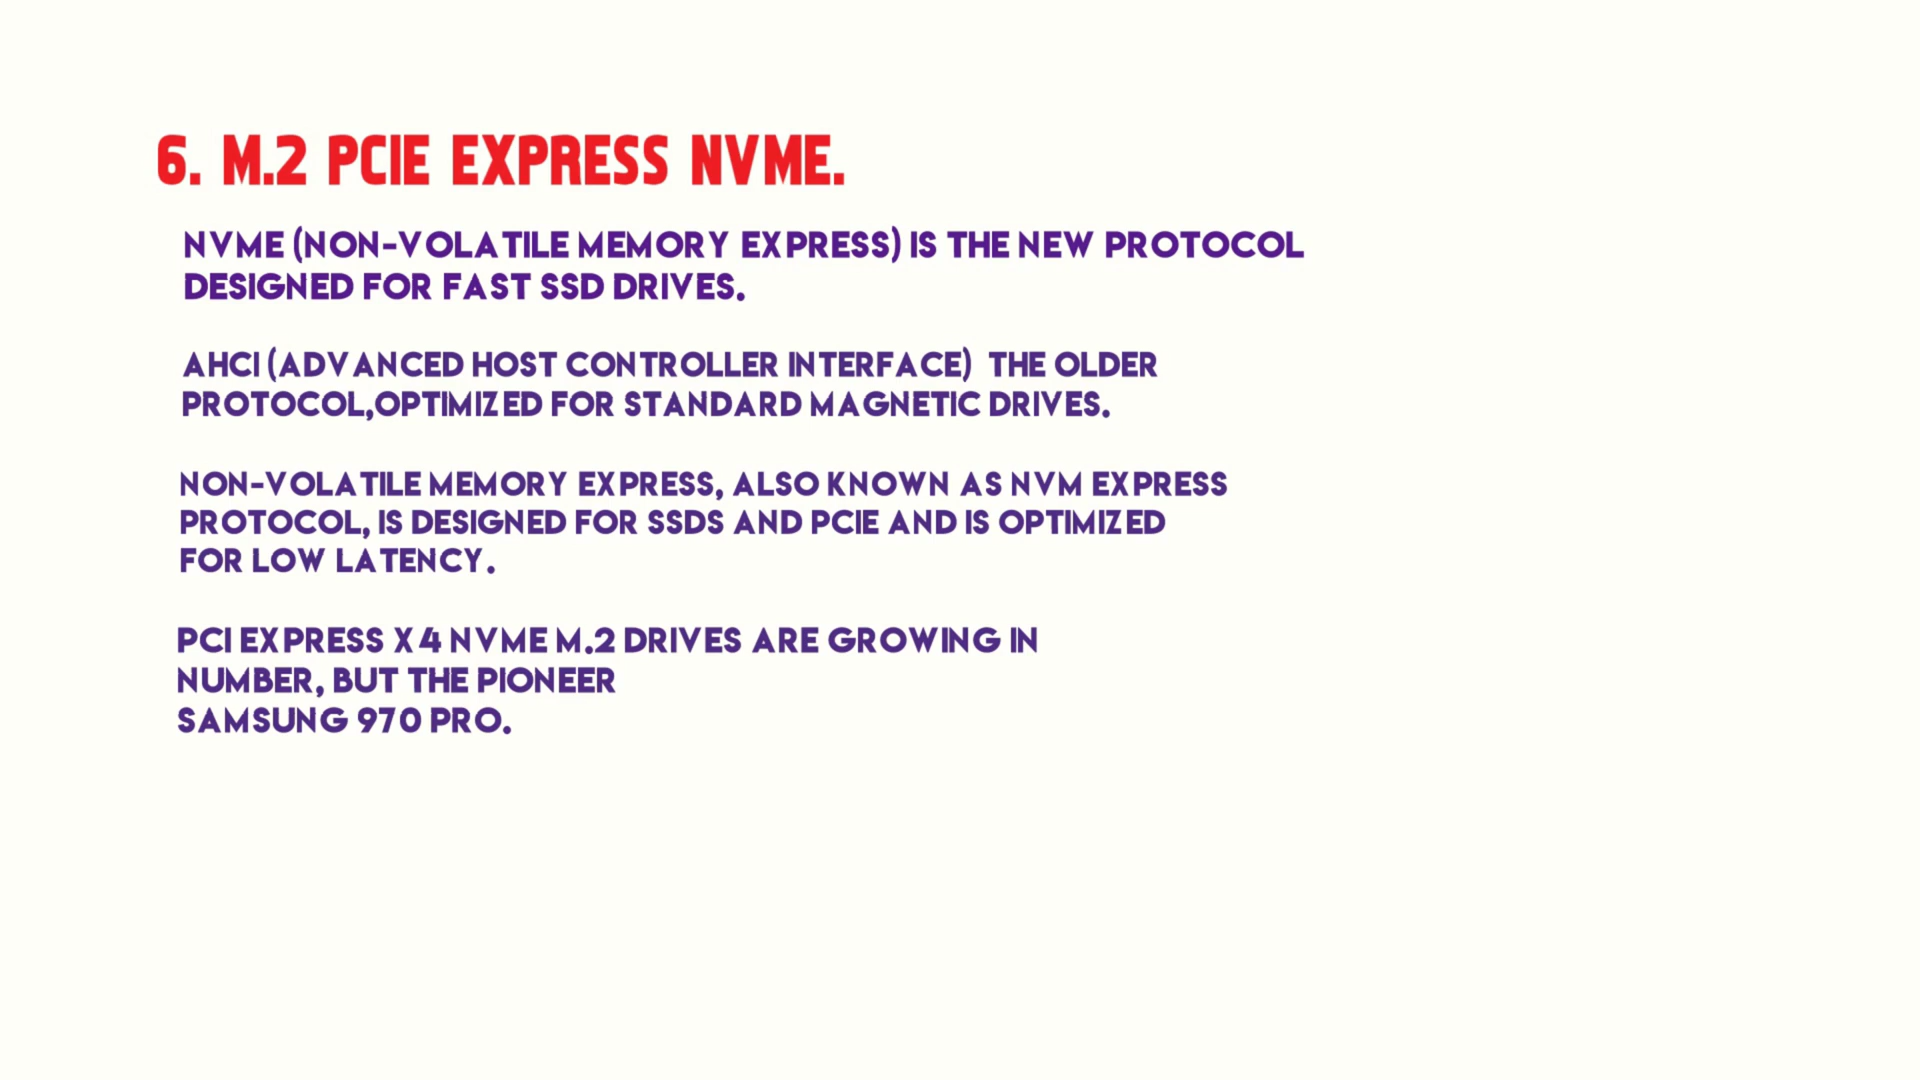 6. M.2 PCIE EXPRESS NVME.
NVME (NON-VOLATILE MEMORY EXPRESS) IS THE NEW PROTOCOL
DESIGNED FOR FAST SSD DRIVES.
AHCI (ADVANCED HOST CONTROLLER INTERFACE) THE OLDER
PROTOCOL,OPTIMIZED FOR STANDARD MAGNETIC DRIVES.
NON-VOLATILE MEMORY EXPRESS, ALSO KNOWN AS NVM EXPRESS
PROTOCOL, IS DESIGNED FOR SSDS AND PCIE AND IS OPTIMIZED
FOR LOW LATENCY.
PCI EXPRESS X4 NVME M.2 DRIVES ARE GROWING IN
NUMBER, BUT THE PIONEER
SAMSUNG 970 PRO.